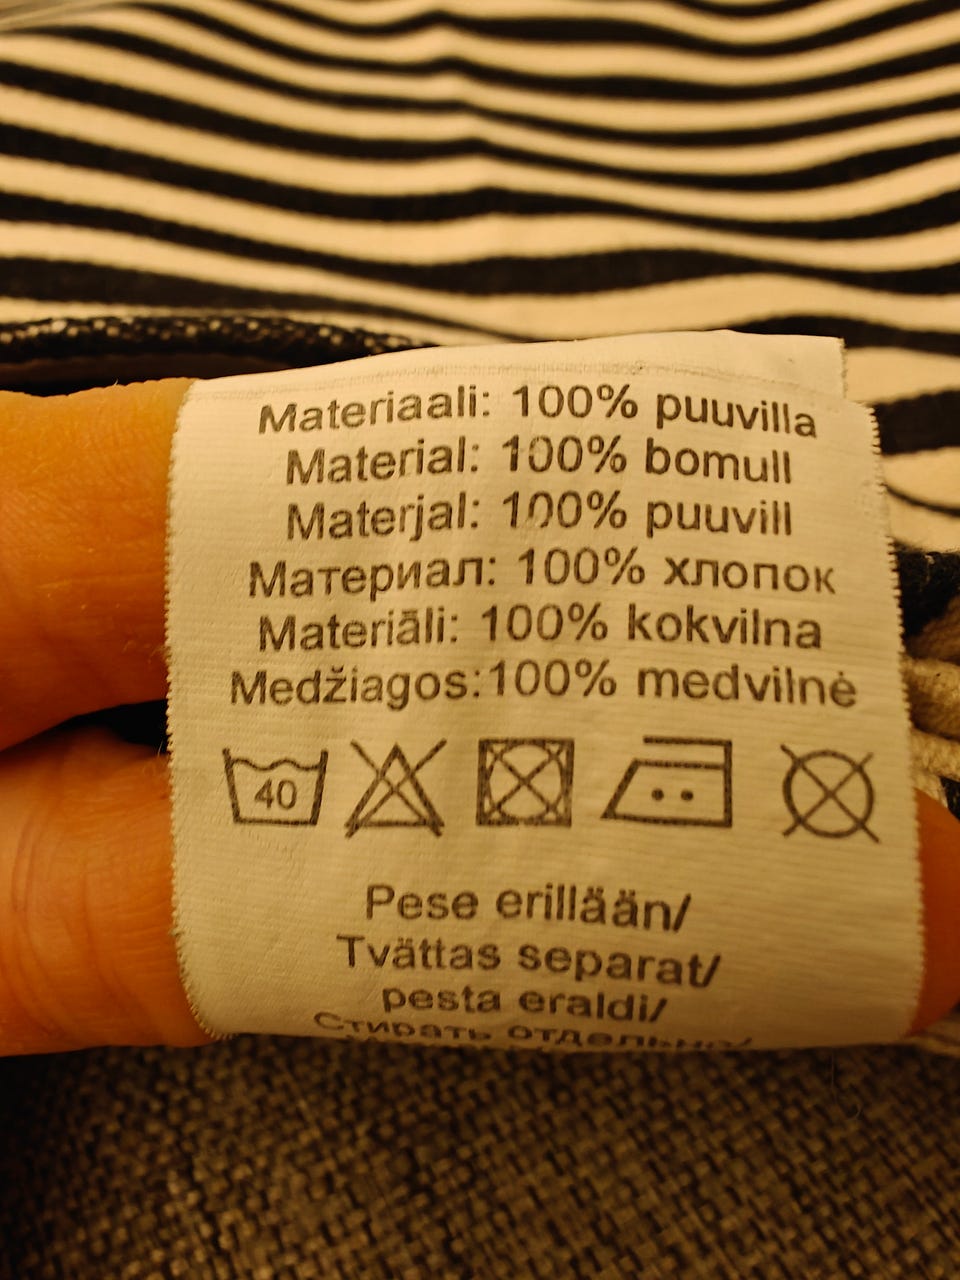 Materiaali: 100% puuvilla
Material: 100% bomull
Materjal: 100% puuvill
Материал: 100% хлопок
Materiāli: 100% kokvilna
Medžiagos:100% medvilnė
40
Pese erillään/
Tvättas separat/
pesta eraldi/
Стирать отдельно/